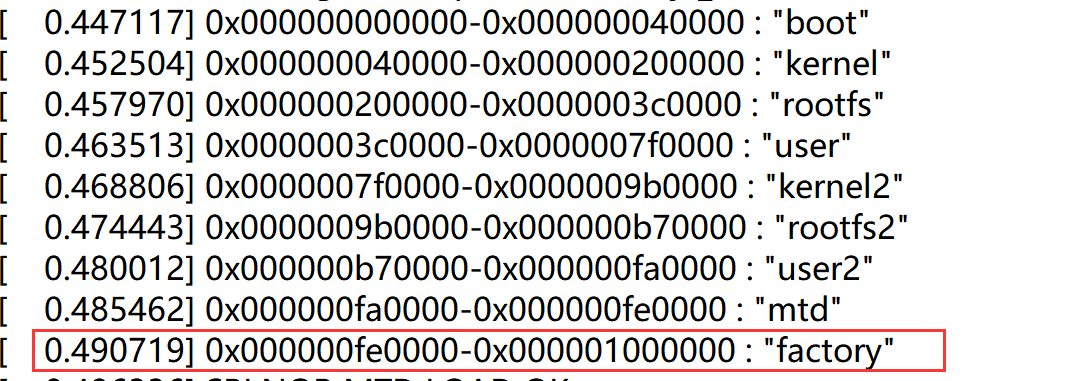 [    0.447117] 0x000000000000-0x000000040000 : "boot"
[    0.452504] 0x000000040000-0x000000200000 : "kernel"
[    0.457970] 0x000000200000-0x0000003c0000 : "rootfs"
[    0.463513] 0x0000003c0000-0x0000007f0000 : "user"
[    0.468806] 0x0000007f0000-0x0000009b0000 : "kernel2"
[    0.474443] 0x0000009b0000-0x000000b70000 : "rootfs2"
[    0.480012] 0x000000b70000-0x000000fa0000 : "user2"
[    0.485462] 0x000000fa0000-0x000000fe0000 : "mtd"
[    0.490719] 0x000000fe0000-0x000001000000 : "factory"